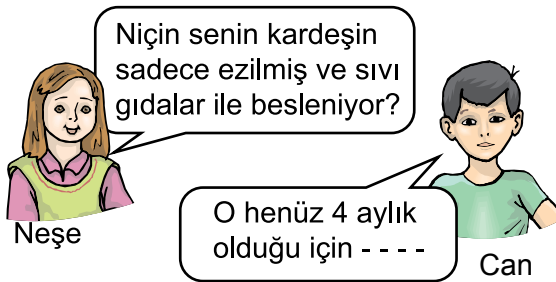 Niçin senin kardeşin
sadece ezilmiş ve sıvı
gıdalar ile besleniyor?
Neşe
O henüz 4 aylık
olduğu için - - - -
Can